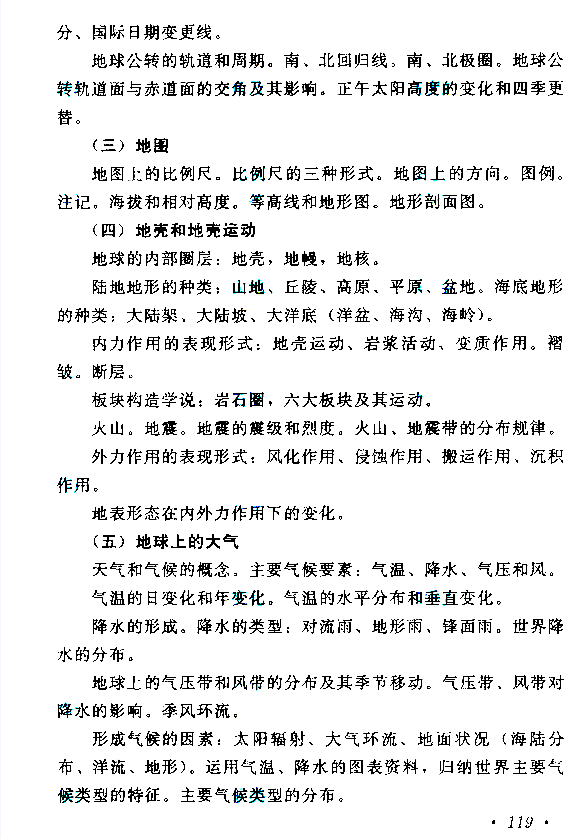 分、国际日期变更线。
地球公转的轨道和周期。南、北回归线。南、北极圈。地球公
转轨道面与赤道面的交角及其影响。正午太阳高度的变化和四季更
替。
（三）地图
地图上的比例尺。比例尺的三种形式。地图上的方向。图例。
注记。海拔和相对高度。等高线和地形图。地形剖面图。
（四）地壳和地壳运动
地球的内部圈层：地壳，地幔，地核。
陆地地形的种类：山地、丘陵、高原、平原、盆地。海底地形
的种类：大陆架、大陆坡、大洋底（洋盆、海沟、海岭）。
内力作用的表现形式：地壳运动、岩浆活动、变质作用。褶
皱。断层。
板块构造学说：岩石圈，六大板块及其运动。
火山。地震。地震的震级和烈度。火山、地震带的分布规律。
外力作用的表现形式：风化作用、侵蚀作用、搬运作用、沉积
作用。
地表形态在内外力作用下的变化。
（五）地球上的大气
天气和气候的概念。主要气候要素：气温、降水、气压和风。
气温的日变化和年变化。气温的水平分布和垂直变化。
降水的形成。降水的类型：对流雨、地形雨、锋面雨。世界降
水的分布。
地球上的气压带和风带的分布及其季节移动。气压带、风带对
降水的影响。季风环流。
形成气候的因素：太阳辐射、大气环流、地面状况（海陆分
布、洋流、地形）。运用气温、降水的图表资料，归纳世界主要气
候类型的特征。主要气候类型的分布。
· 119 ·